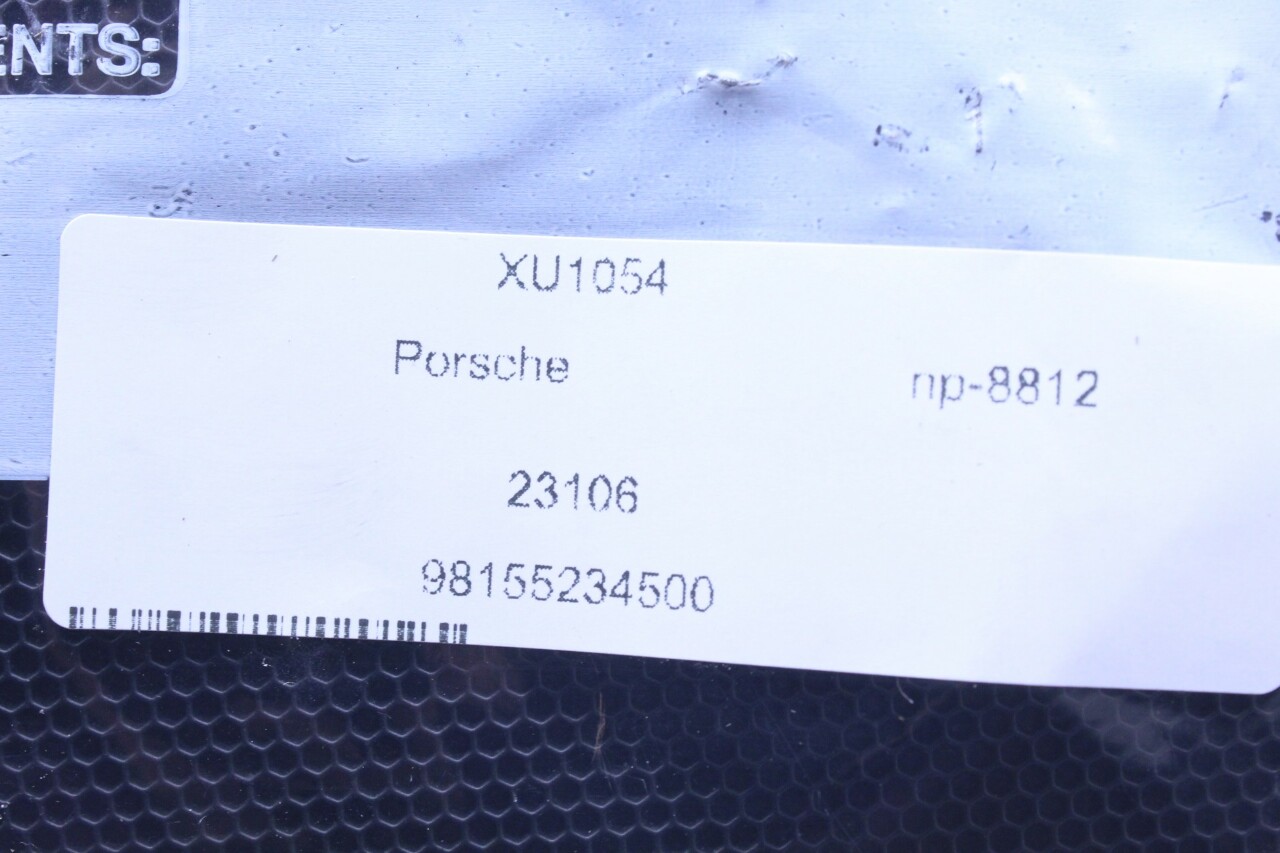 ENTS:
XU1054
Porsche
np-8812
23106
98155234500